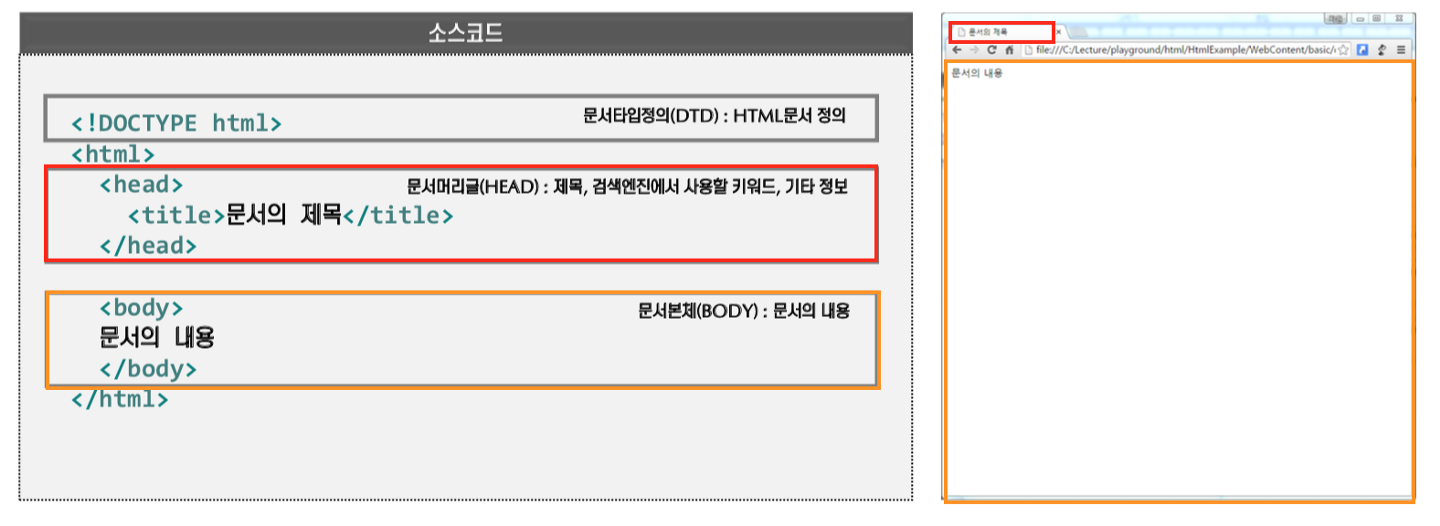 소스코드
<!DOCTYPE html>
문서타입정의(DTD) : HTML문서 정의
<html>
<head>
문서머리글(HEAD) : 제목, 검색엔진에서 사용할 키워드, 기타 정보
<title>문서의 제목</title>
</head>
<body>
문서본체(BODY) : 문서의 내용
문서의 내용
</body>
</html>
문서의 제목
file:///C:/Lecture/playground/html/HtmlExample/WebContent/basic/
문서의 내용